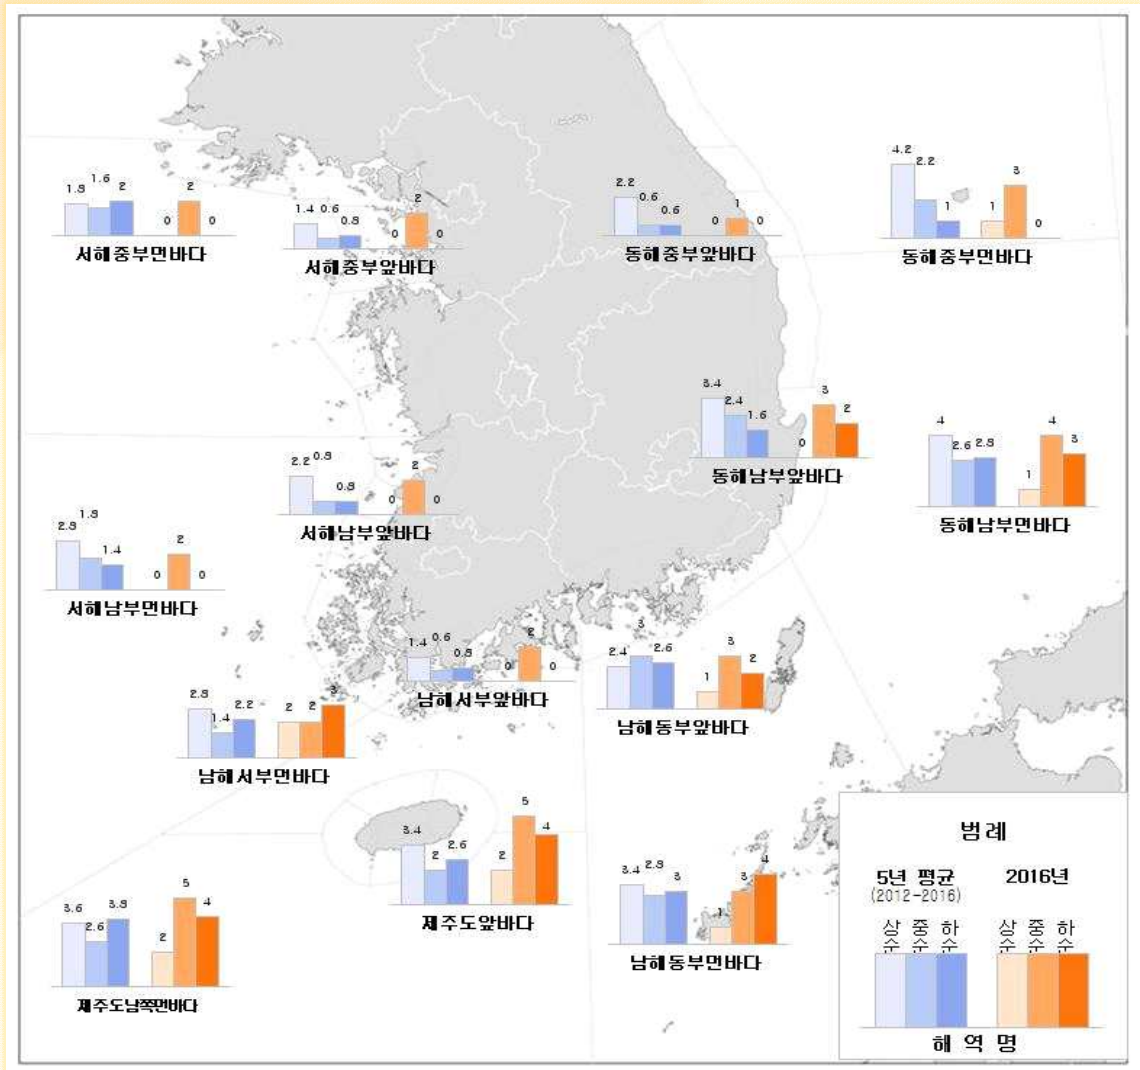 1.8 1.6 2 0 2 0
서해중부먼바다
1.4 0.6 0.8 0 2 0
서해중부앞바다
2.2 0.6 0.6 0 1 0
동해중부앞바다
4.2 2.2 1 1 3 0
동해중부먼바다
3.4 2.4 1.6 0 3 2
동해남부앞바다
4 2.6 2.8 1 4 3
동해남부먼바다
2.2 0.8 0.8 0 2 0
서해남부앞바다
2.8 1.8 1.4 0 2 0
서해남부먼바다
1.4 0.6 0.8 0 2 0
남해서부앞바다
2.4 3 2.6 1 3 2
남해동부앞바다
2.8 1.4 2.2 2 2 3
남해서부먼바다
3.4 2 2.6 2 5 4
제주도앞바다
3.4 2.8 3 1 3 4
남해동부먼바다
3.6 2.6 3.8 2 5 4
제주도남쪽먼바다
범례
5년 평균 2016년
(2012-2016)
상순 중순 하순 상순 중순 하순
해 역 명